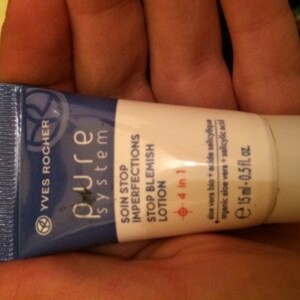 YVES ROCHER
pure
system
SOIN STOP
IMPERFECTIONS
STOP BLEMISH
LOTION
4 in 1
aloe vera bio + acide salicylique
organic aloe vera + salicylic acid
e 15 ml - 0.5 fl. oz